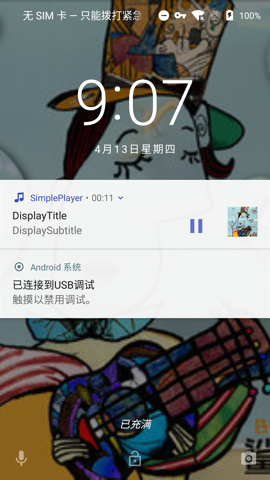 无 SIM 卡 — 只能拨打紧急
100%
9:07
4月13日星期四
SimplePlayer • 00:11
DisplayTitle
DisplaySubtitle
Android 系统
已连接到USB调试
触摸以禁用调试。
已充满